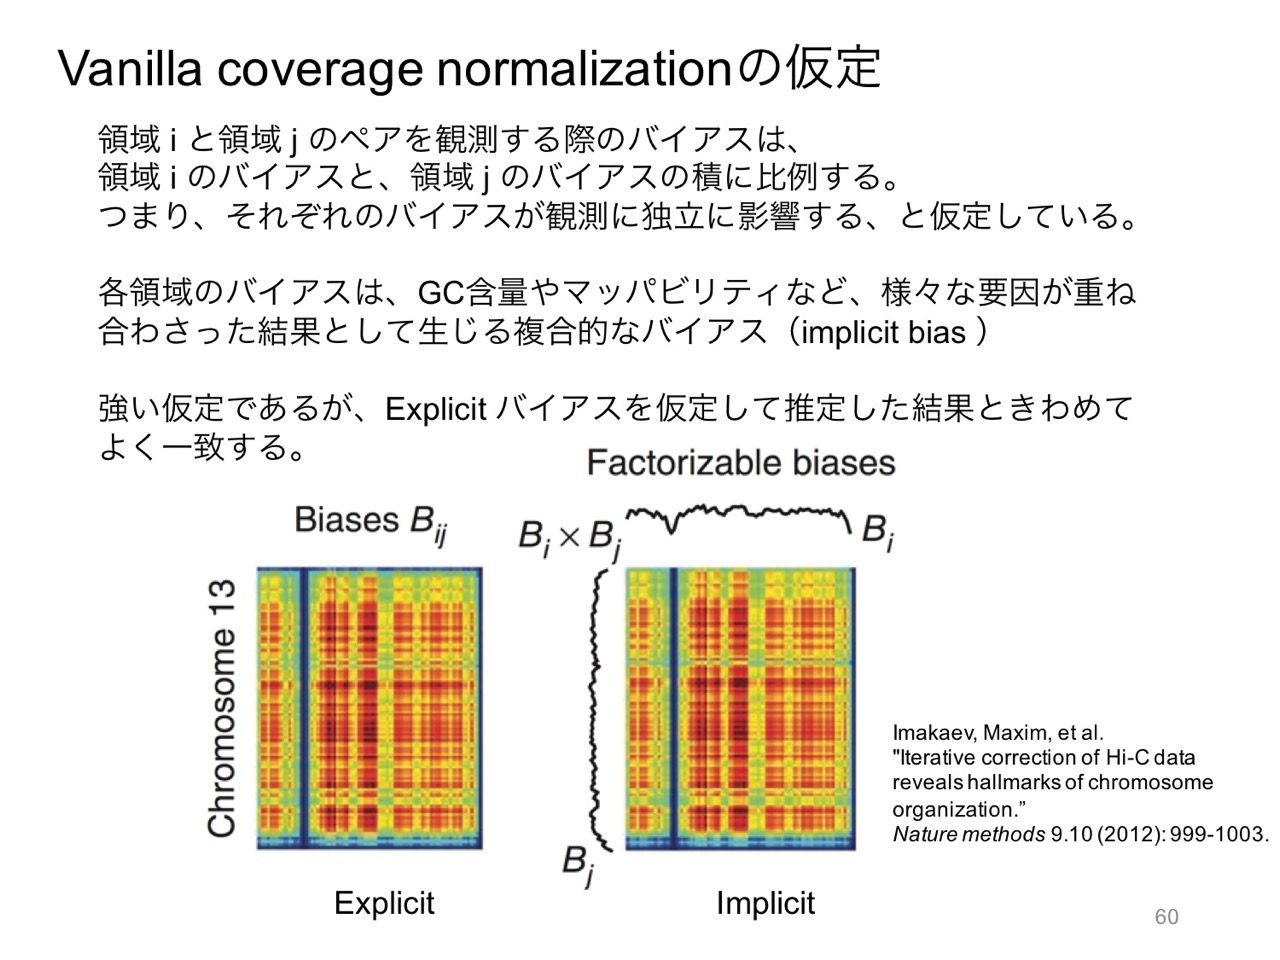 Vanilla coverage normalizationの仮定
領域 i と領域 j のペアを観測する際のバイアスは、
領域 i のバイアスと、領域 j のバイアスの積に比例する。
つまり、それぞれのバイアスが観測に独立に影響する、と仮定している。
各領域のバイアスは、GC含量やマッパビリティなど、様々な要因が重ね
合わさった結果として生じる複合的なバイアス（implicit bias ）
強い仮定であるが、Explicit バイアスを仮定して推定した結果ときわめて
よく一致する。
Factorizable biases
Biases Bij
Bi × Bj
Bi
Chromosome 13
Bj
Explicit
Implicit
Imakaev, Maxim, et al.
"Iterative correction of Hi-C data
reveals hallmarks of chromosome
organization.”
Nature methods 9.10 (2012): 999-1003.
60